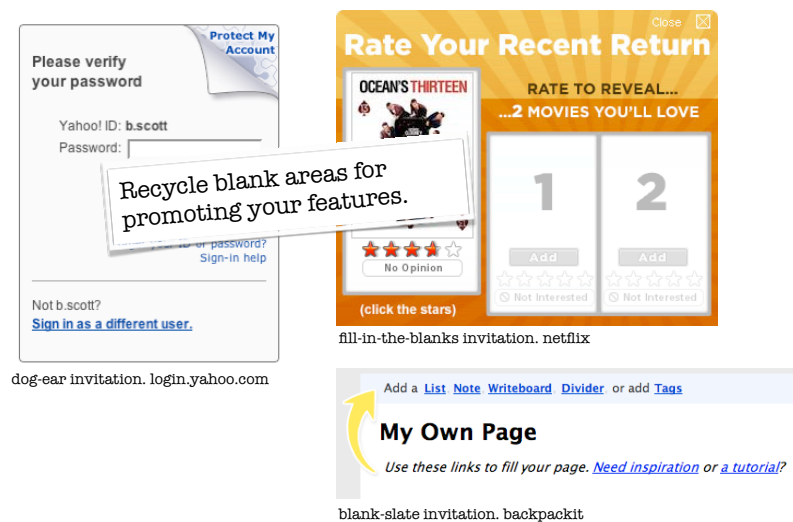 Protect My
Account
Please verify
your password
Yahoo! ID: b.scott
Password:
ID or password?
Sign-in help
Not b.scott?
Sign in as a different user.
dog-ear invitation. login.yahoo.com
Recycle blank areas for
promoting your features.
Close
Rate Your Recent Return
OCEAN'S THIRTEEN
13
No Opinion
(click the stars)
RATE TO REVEAL...
...2 MOVIES YOU'LL LOVE
1
Add
Not Interested
2
Add
Not Interested
fill-in-the-blanks invitation. netflix
Add a List, Note, Writeboard, Divider, or add Tags
My Own Page
Use these links to fill your page. Need inspiration or a tutorial?
blank-slate invitation. backpackit